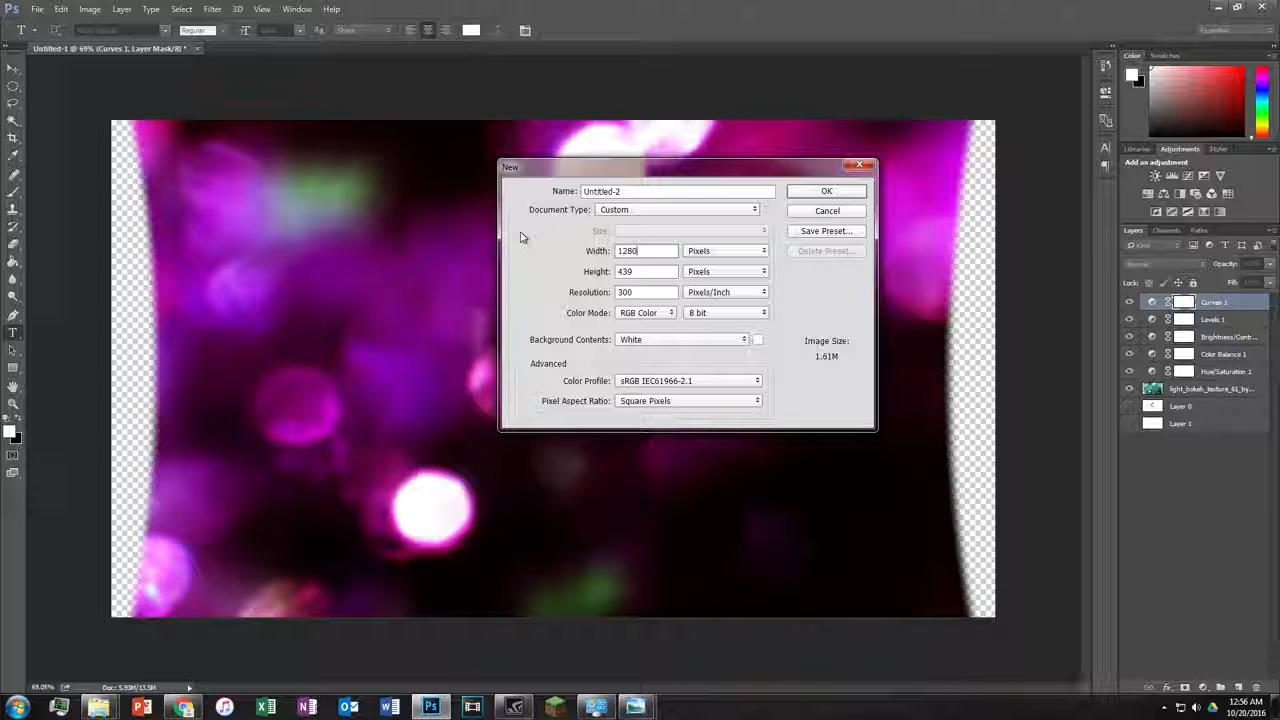 Ps File Edit Image Layer Type Select Filter 3D View Window Help
T Regular
Untitled-1 @ 69% (Curves 1, Layer Mask/8) * ×
New
Name: Untitled-2 OK
Document Type: Custom Cancel
Size: Save Preset...
Width: 1280 Pixels Delete Preset...
Height: 439 Pixels
Resolution: 300 Pixels/Inch
Color Mode: RGB Color 8 bit
Background Contents: White Image Size:
1.61M
Advanced
Color Profile: sRGB IEC61966-2.1
Pixel Aspect Ratio: Square Pixels
Color Swatches
Libraries Adjustments Styles
Add an adjustment
Layers Channels Paths
Kind
Opacity:
Lock: Fill:
Curves 1
Levels 1
Brightness/Contr...
Color Balance 1
Hue/Saturation 1
light_bokeh_texture_61_by...
Layer 0
Layer 1
69.05% Doc: 5.93M/13.5M
12:56 AM
10/20/2016